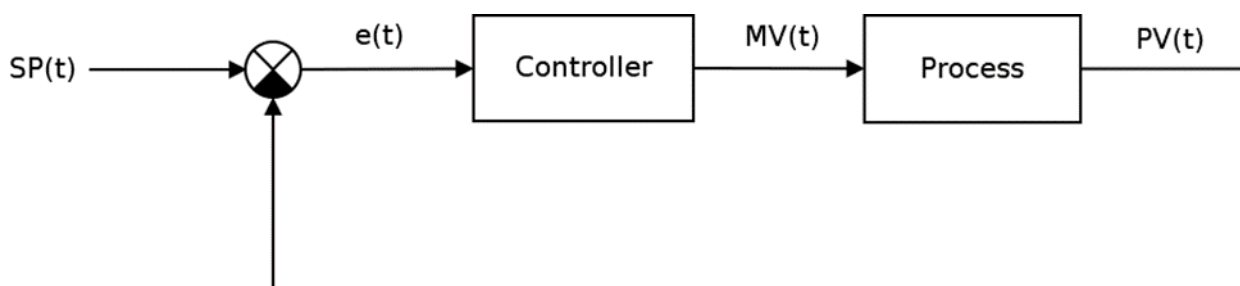 SP(t)
e(t)
Controller
MV(t)
Process
PV(t)